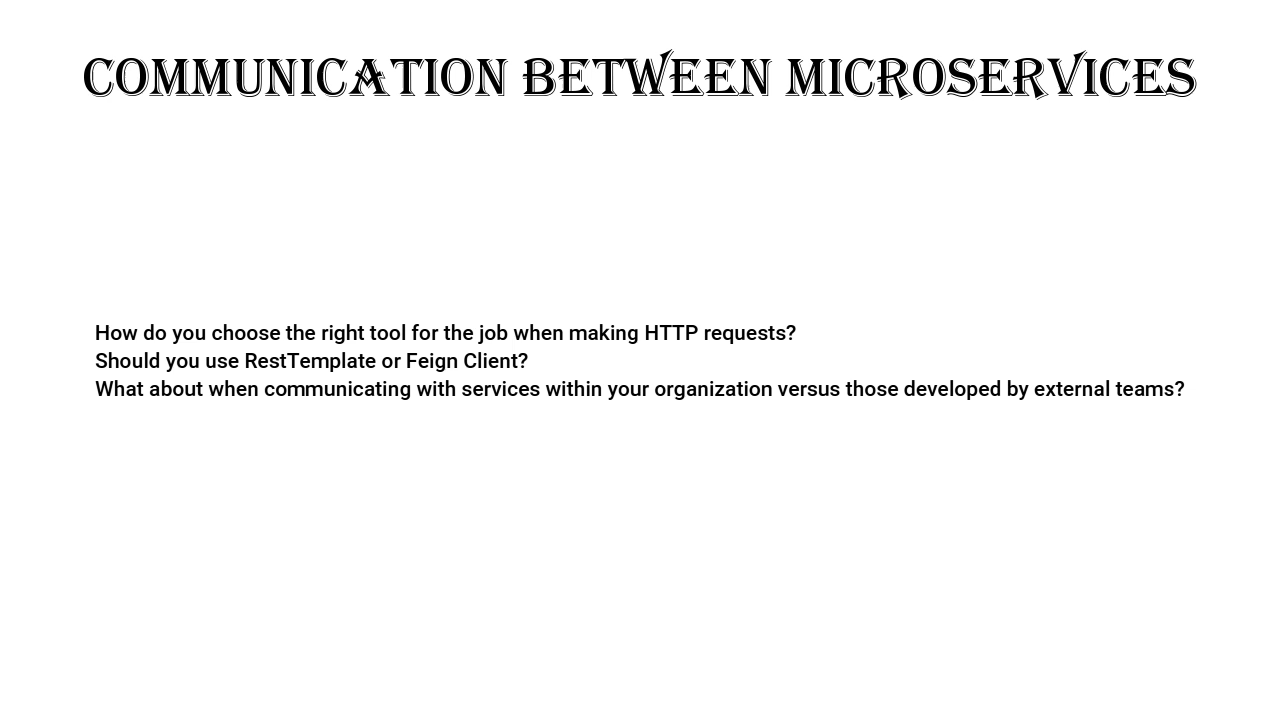 COMMUNICATION BETWEEN MICROSERVICES
How do you choose the right tool for the job when making HTTP requests?
Should you use RestTemplate or Feign Client?
What about when communicating with services within your organization versus those developed by external teams?